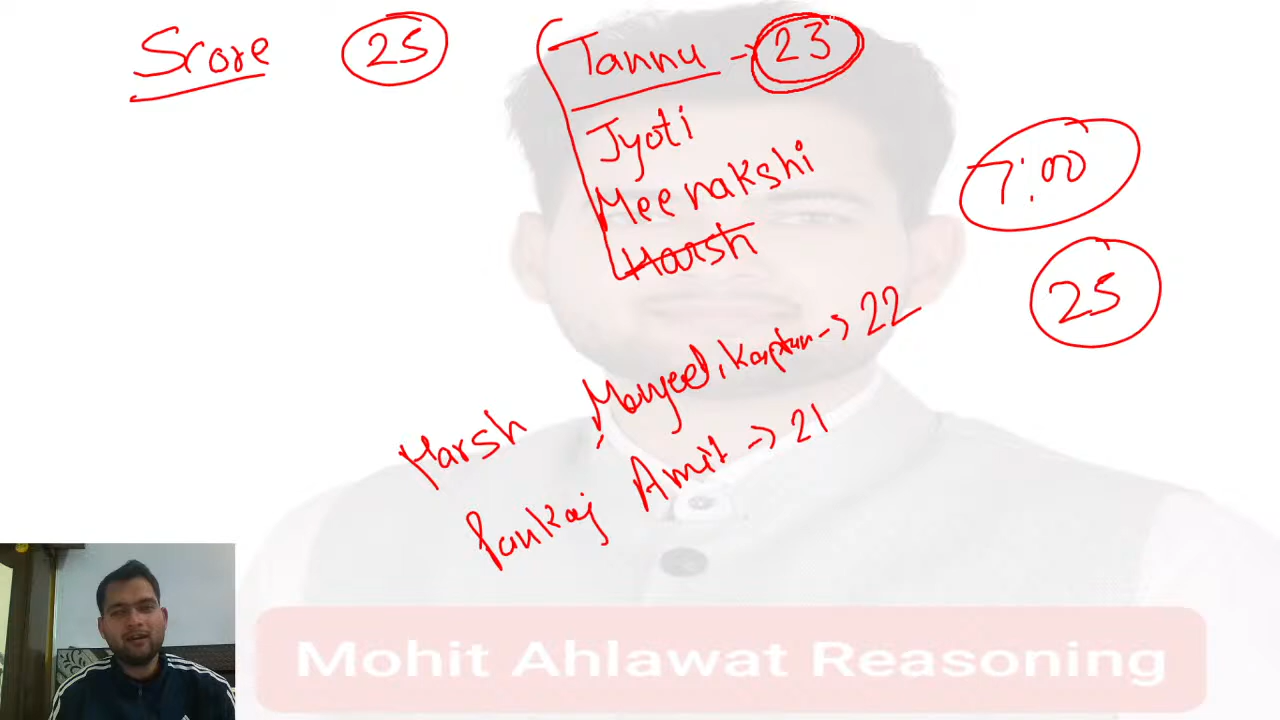 Score 25 Tannu → 23
Jyoti
Meenakshi 7:00
Harsh
25
Manjeet, Kaptan → 22
Harsh
Amit → 21
Pankaj
Mohit Ahlawat Reasoning